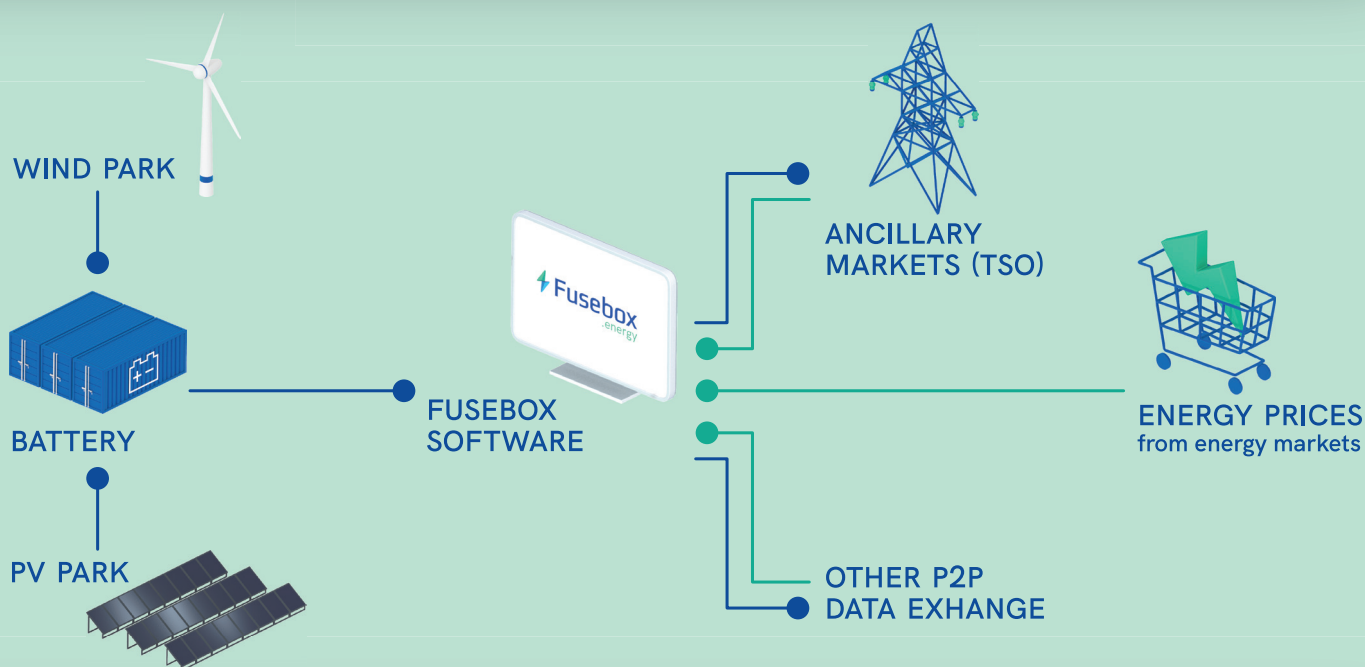 WIND PARK
BATTERY
PV PARK
FUSEBOX
SOFTWARE
Fusebox
.energy
ANCILLARY
MARKETS (TSO)
ENERGY PRICES
from energy markets
OTHER P2P
DATA EXHANGE